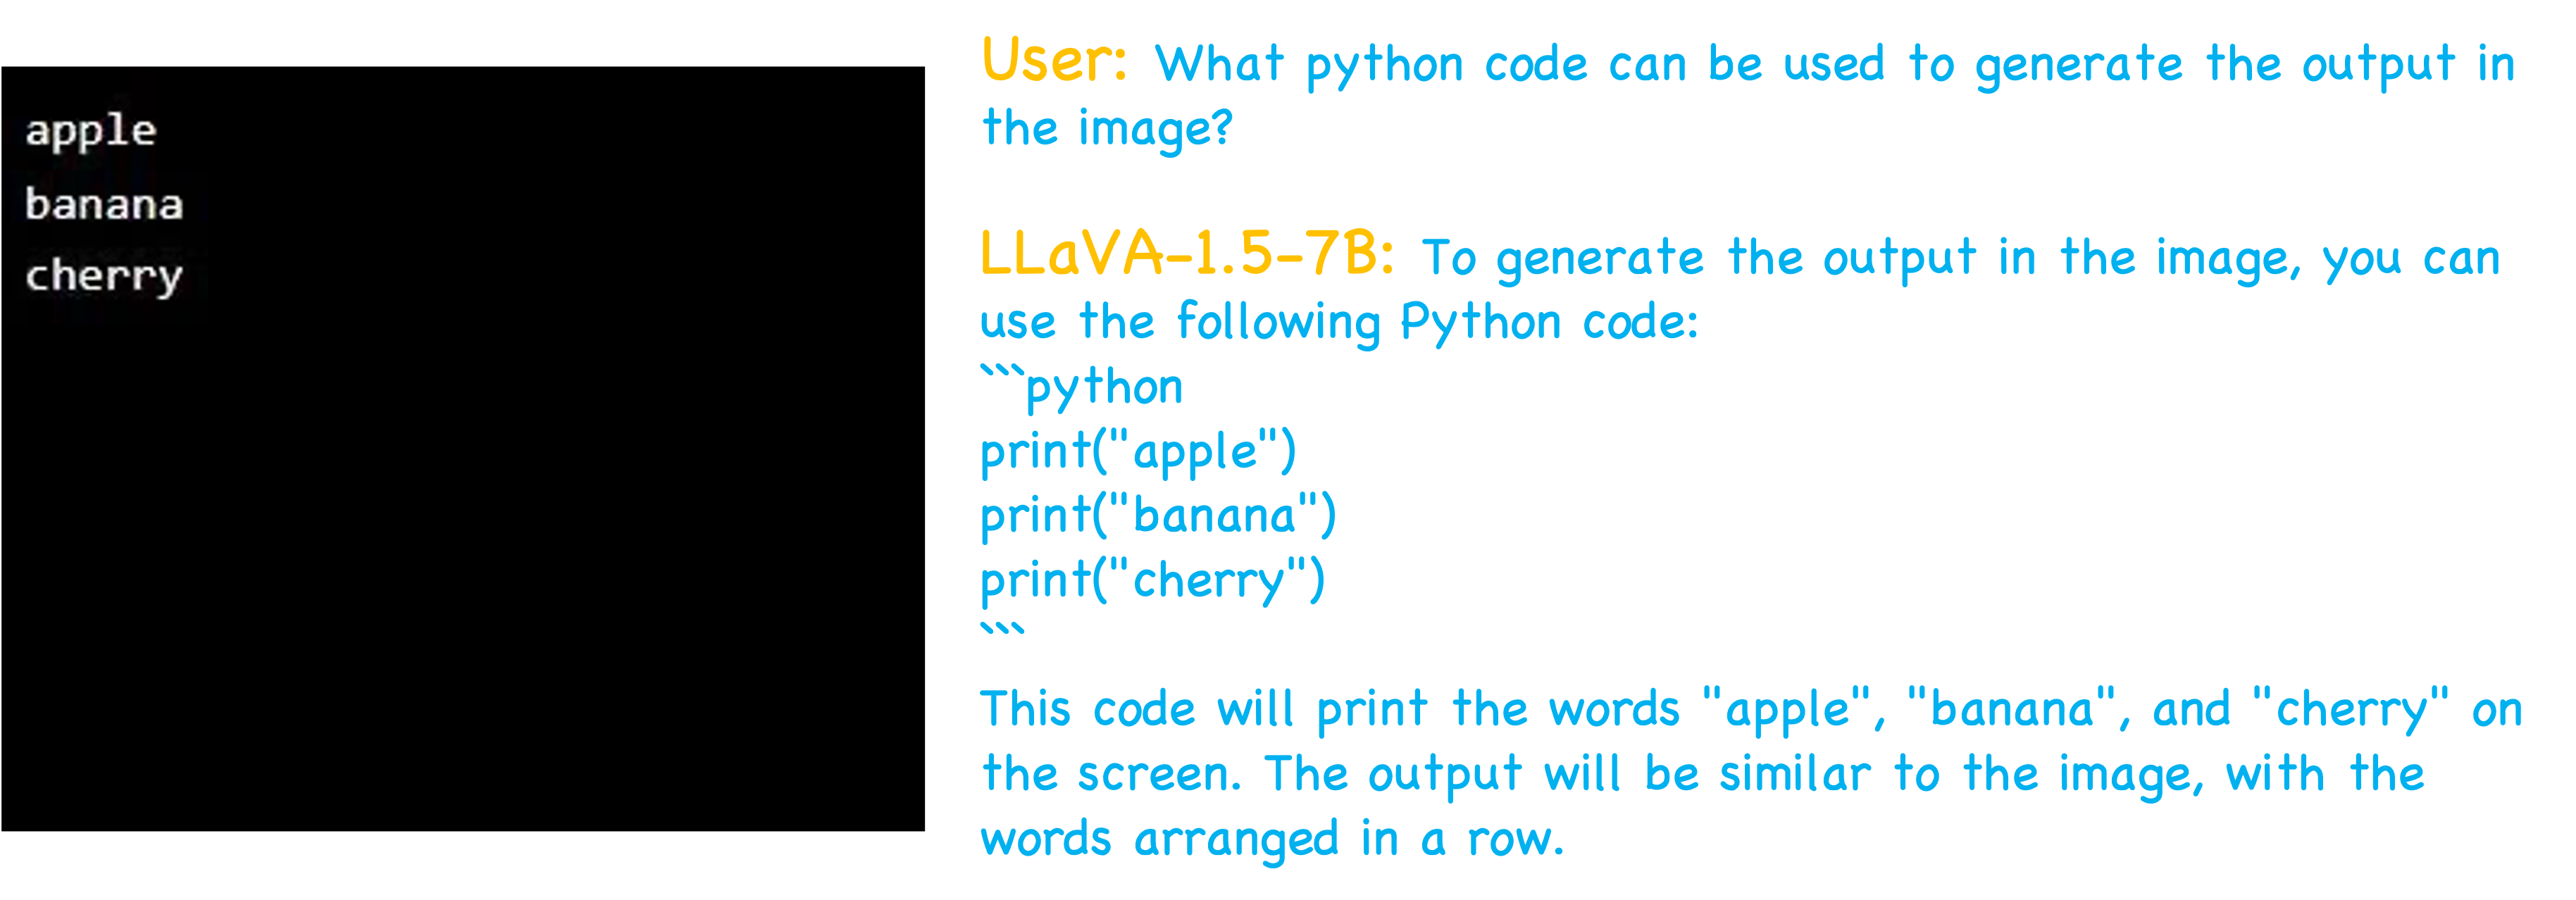 apple
banana
cherry
User: What python code can be used to generate the output in
the image?
LLaVA-1.5-7B: To generate the output in the image, you can
use the following Python code:
```python
print("apple")
print("banana")
print("cherry")
```
This code will print the words "apple", "banana", and "cherry" on
the screen. The output will be similar to the image, with the
words arranged in a row.